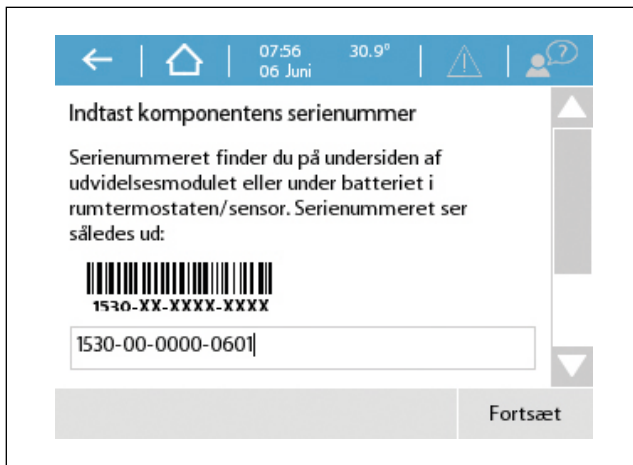 07:56 30.9°
06 Juni
?
Indtast komponentens serienummer
Serienummeret finder du på undersiden af
udvidelsesmodulet eller under batteriet i
rumtermostaten/sensor. Serienummeret ser
således ud:
1530-XX-XXXX-XXXX
1530-00-0000-0601
Fortsæt